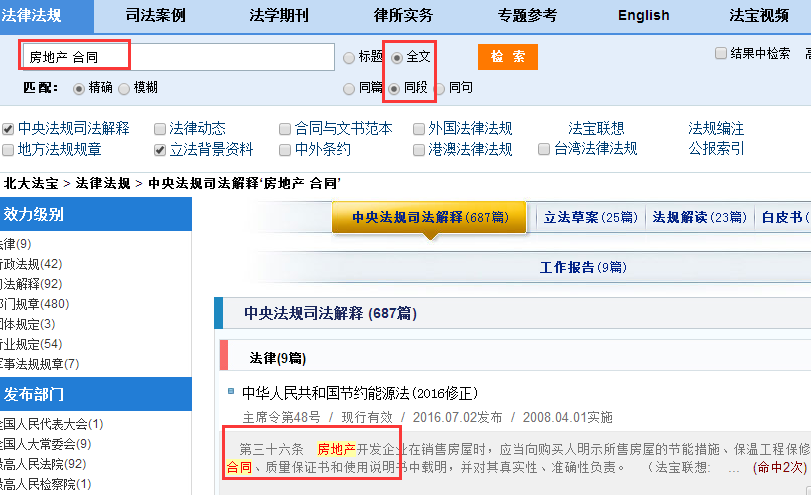 法律法规 司法案例 法学期刊 律所实务 专题参考 English 法宝视频
房地产 合同 标题 全文 检 索 结果中检索
匹配： 精确 模糊 同篇 同段 同句
中央法规司法解释 法律动态 合同与文书范本 外国法律法规 法宝联想 法规编注
地方法规规章 立法背景资料 中外条约 港澳法律法规 台湾法律法规 公报索引
北大法宝 > 法律法规 > 中央法规司法解释‘房地产 合同’
效力级别 中央法规司法解释(687篇) 立法草案(25篇) 法规解读(23篇) 白皮书(
法律(9)
行政法规(42) 工作报告(9篇)
司法解释(92)
部门规章(480)
团体规定(3) 中央法规司法解释 (687篇)
行业规定(54)
军事法规规章(7) 法律(9篇)
发布部门 中华人民共和国节约能源法(2016修正)
全国人民代表大会(1) 主席令第48号 / 现行有效 / 2016.07.02发布 / 2008.04.01实施
全国人大常委会(9) 第三十六条 房地产开发企业在销售房屋时，应当向购买人明示所售房屋的节能措施、保温工程保修
最高人民法院(92) 合同、质量保证书和使用说明书中载明，并对其真实性、准确性负责。 （法宝联想: ... (命中2次)
最高人民检察院(1)